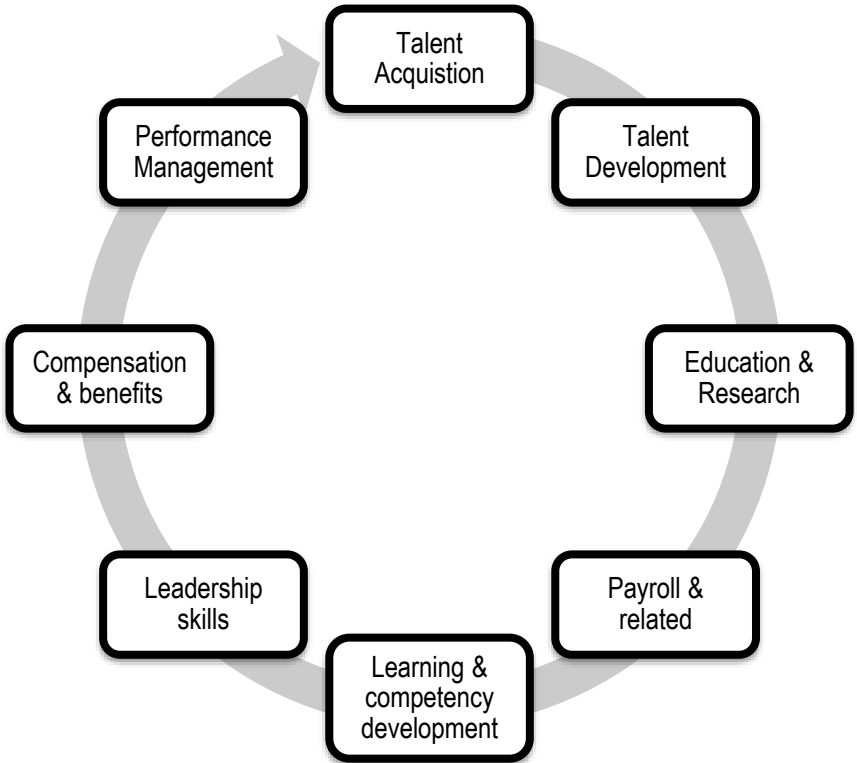 Talent
Acquistion
Talent
Development
Education &
Research
Payroll &
related
Learning &
competency
development
Leadership
skills
Compensation
& benefits
Performance
Management